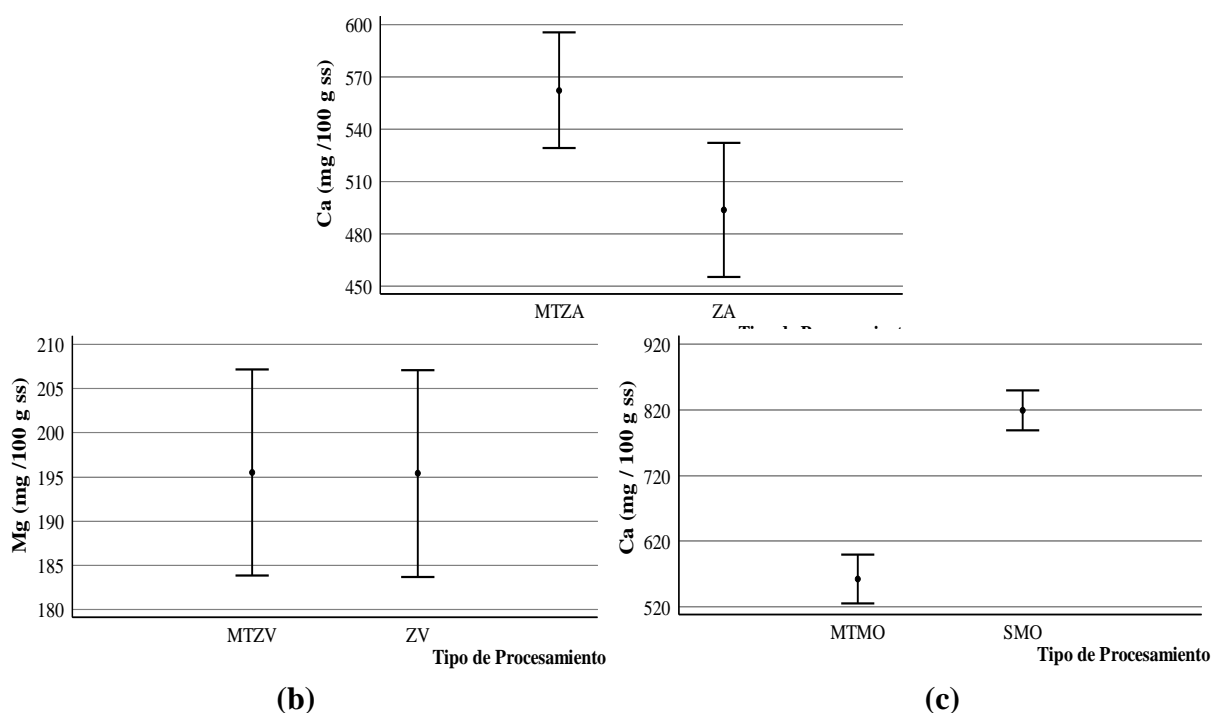 600
570
540
510
480
450
Ca (mg /100 g ss)
MTZA
ZA
210
205
200
195
190
185
180
Mg (mg /100 g ss)
MTZV
ZV
Tipo de Procesamiento
(b)
920
820
720
620
520
Ca (mg / 100 g ss)
MTMO
SMO
Tipo de Procesamiento
(c)